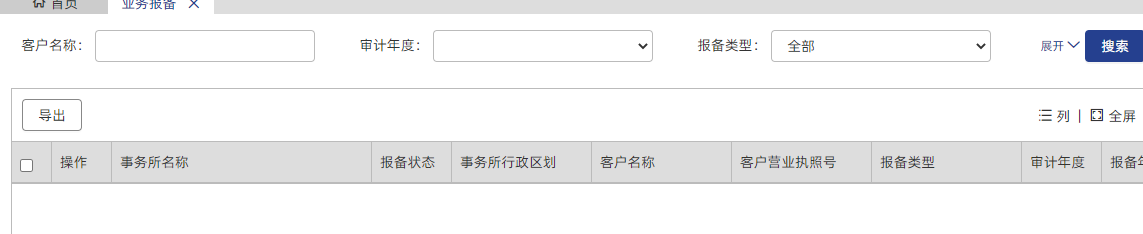 首页 业务报备 ×
客户名称： 审计年度： 报备类型： 全部 展开 搜索
导出 列 | 全屏
操作 事务所名称 报备状态 事务所行政区划 客户名称 客户营业执照号 报备类型 审计年度 报备